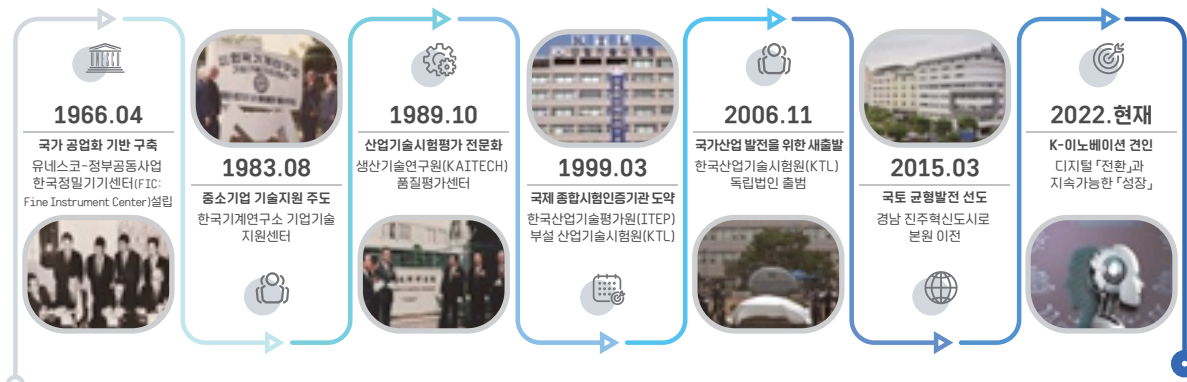 UNESCO
1966.04
국가 공업화 기반 구축
유네스코-정부공동사업
한국정밀기기센터(FIC:
Fine Instrument Center)설립
1983.08
중소기업 기술지원 주도
한국기계연구소 기업기술
지원센터
1989.10
산업기술시험평가 전문화
생산기술연구원(KAITECH)
품질평가센터
KTL
1999.03
국제 종합시험인증기관 도약
한국산업기술평가원(ITEP)
부설 산업기술시험원(KTL)
2006.11
국가산업 발전을 위한 새출발
한국산업기술시험원(KTL)
독립법인 출범
2015.03
국토 균형발전 선도
경남 진주혁신도시로
본원 이전
2022.현재
K-이노베이션 견인
디지털 「전환」과
지속가능한 「성장」